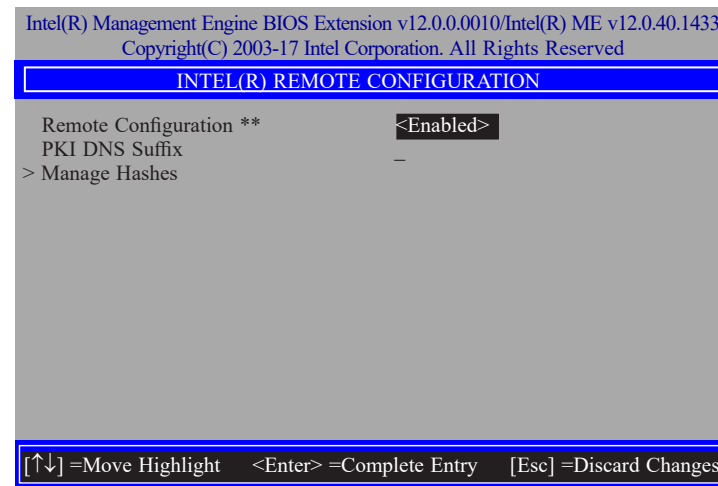 Intel(R) Management Engine BIOS Extension v12.0.0.0010/Intel(R) ME v12.0.40.1433
Copyright(C) 2003-17 Intel Corporation. All Rights Reserved
INTEL(R) REMOTE CONFIGURATION
Remote Configuration ** <Enabled>
PKI DNS Suffix _
> Manage Hashes
[↑↓] =Move Highlight <Enter> =Complete Entry [Esc] =Discard Changes